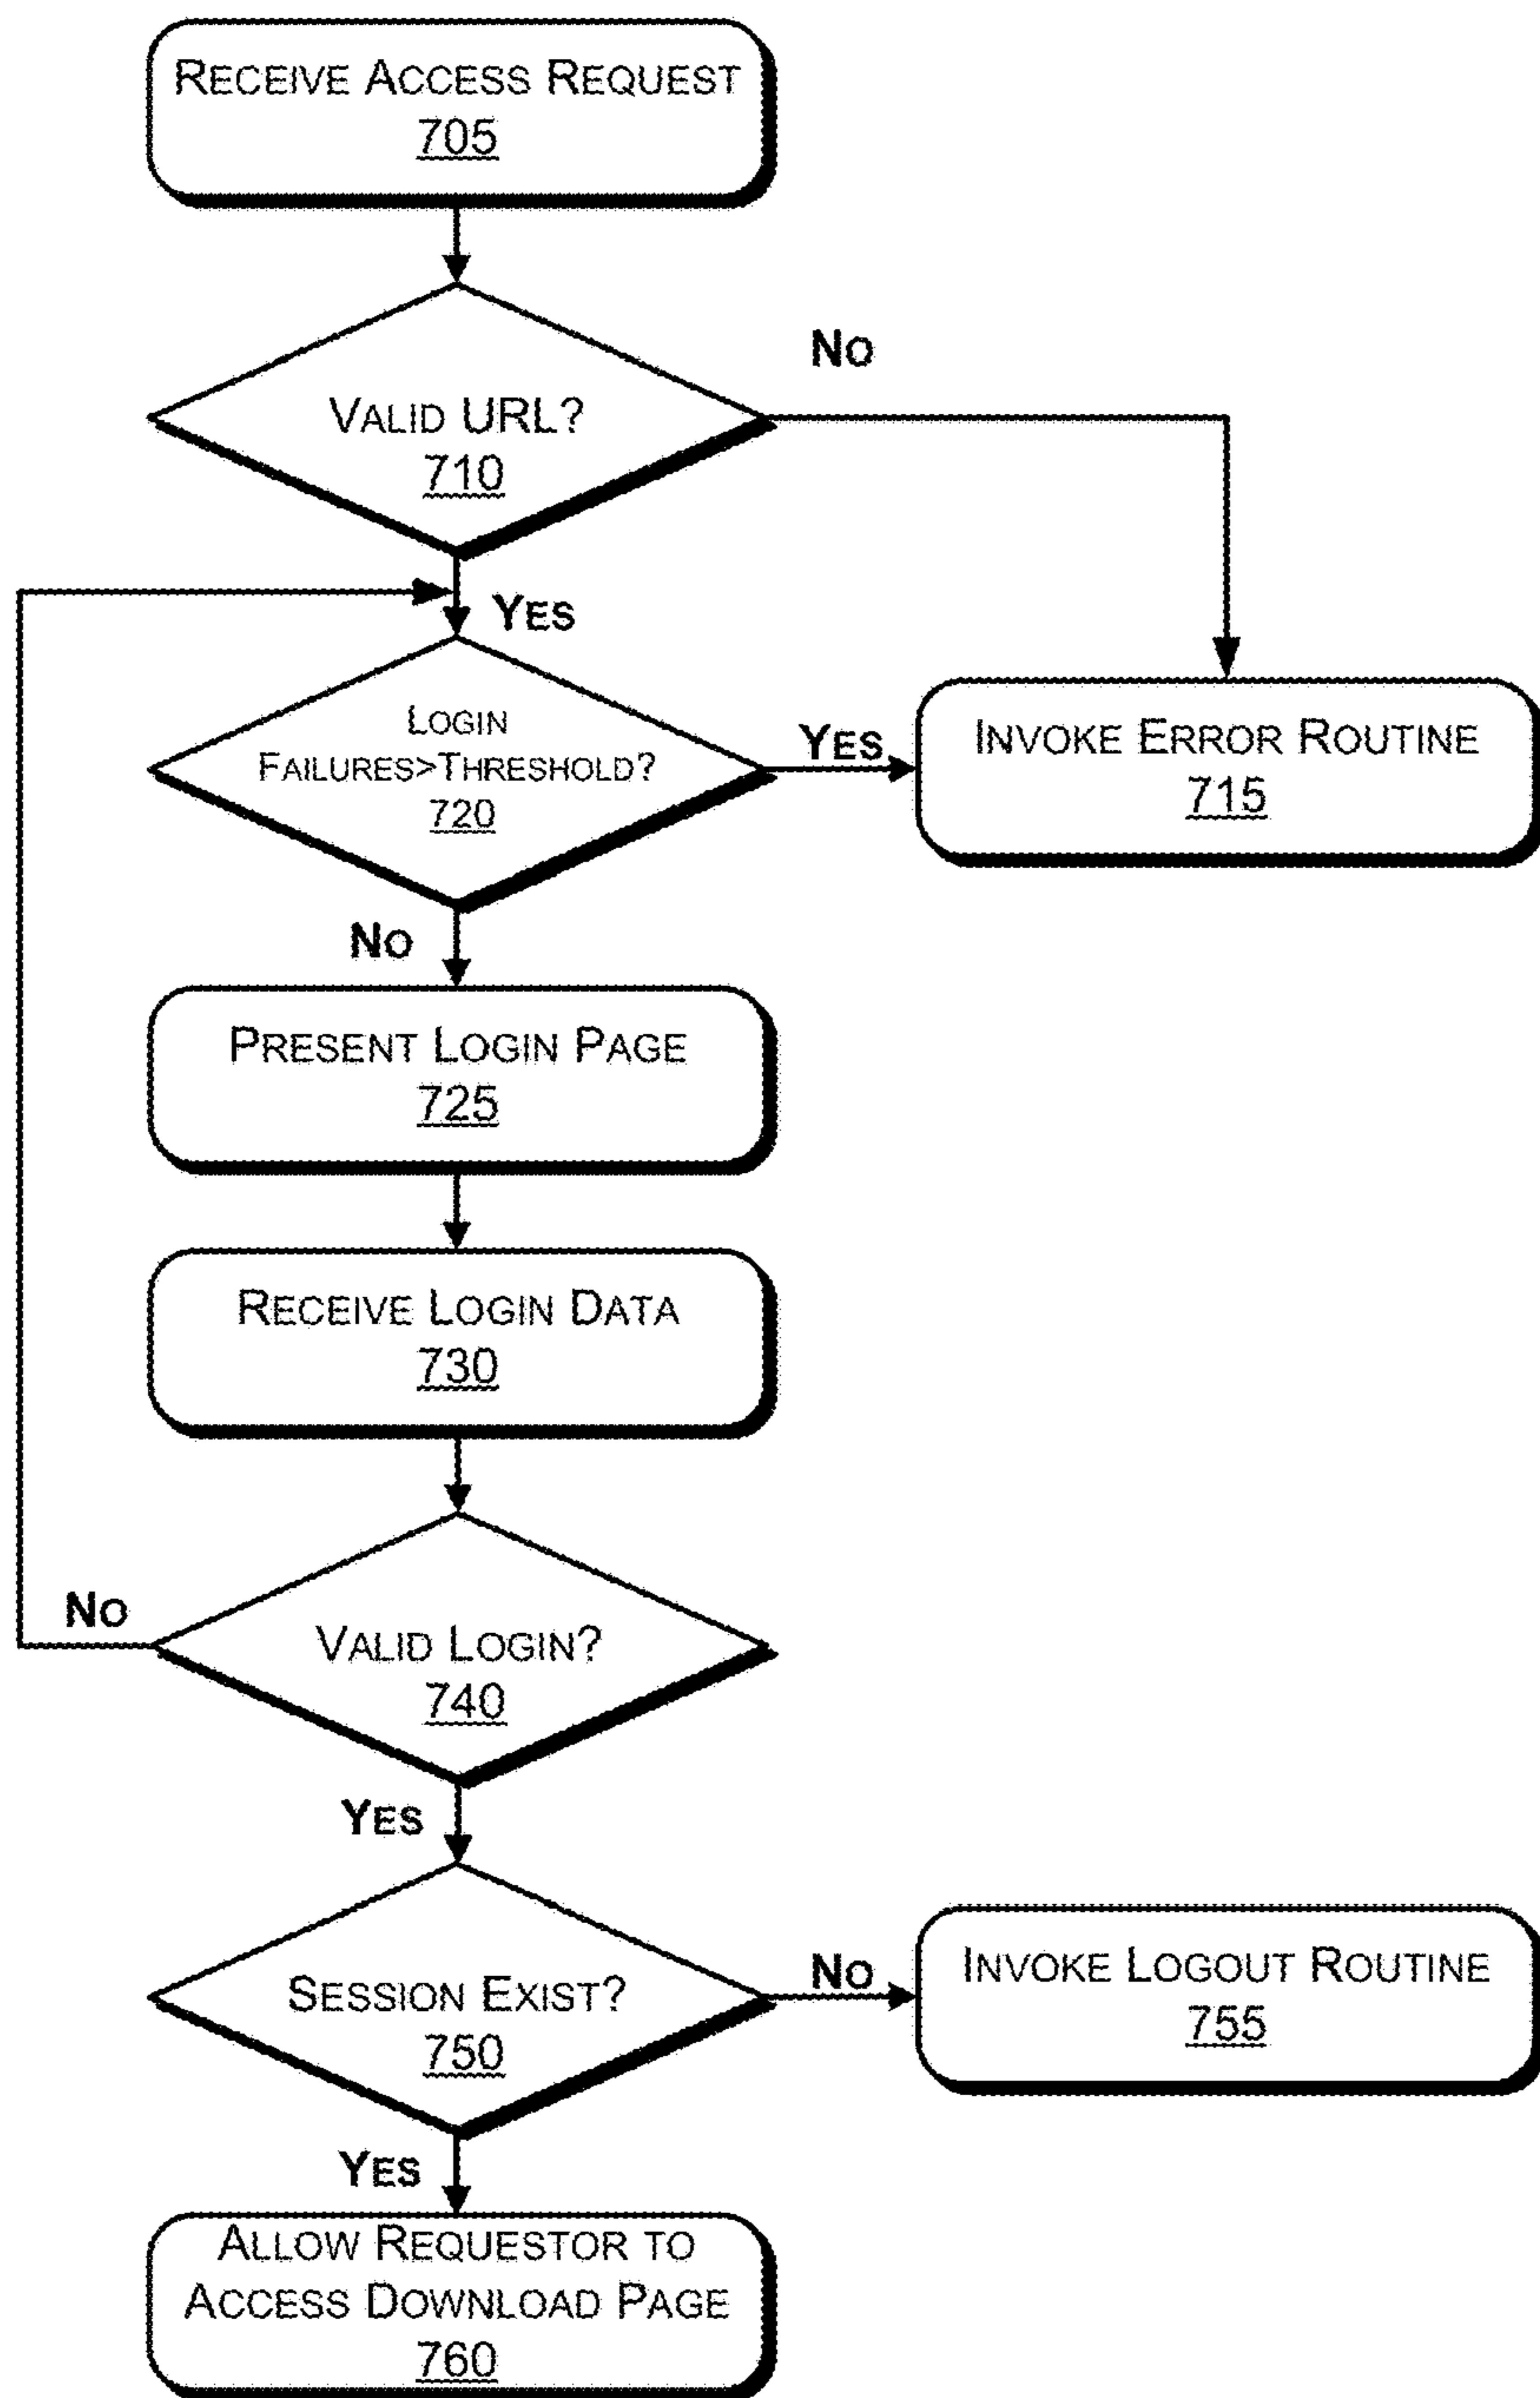 RECEIVE ACCESS REQUEST
705
NO
VALID URL?
710
YES
LOGIN
FAILURES>THRESHOLD?
720
YES
INVOKE ERROR ROUTINE
715
NO
PRESENT LOGIN PAGE
725
RECEIVE LOGIN DATA
730
NO
VALID LOGIN?
740
YES
SESSION EXIST?
750
NO
INVOKE LOGOUT ROUTINE
755
YES
ALLOW REQUESTOR TO
ACCESS DOWNLOAD PAGE
760